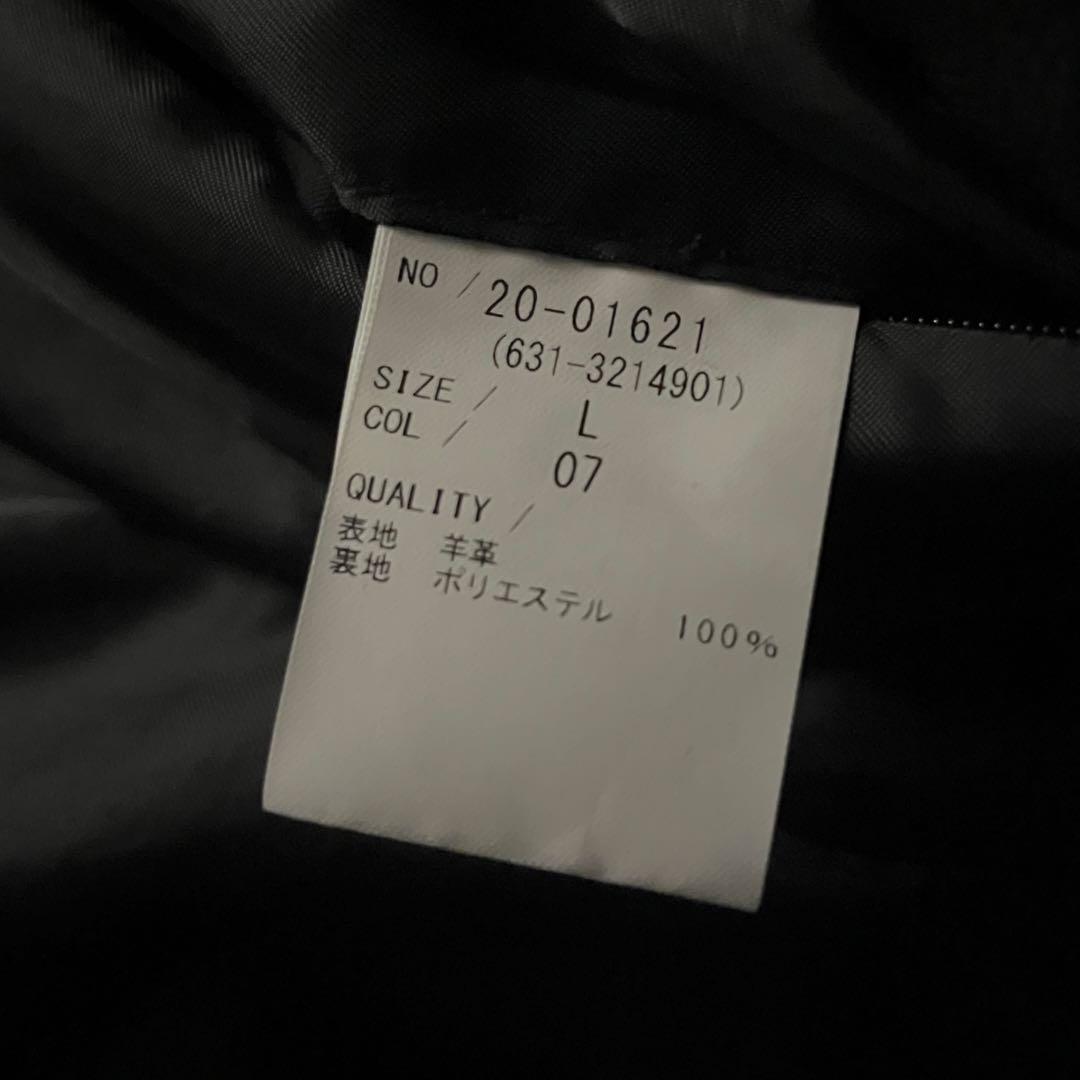 NO / 20-01621
(631-3214901)
SIZE / L
COL / 07
QUALITY /
表地 羊革
裏地 ポリエステル 100%